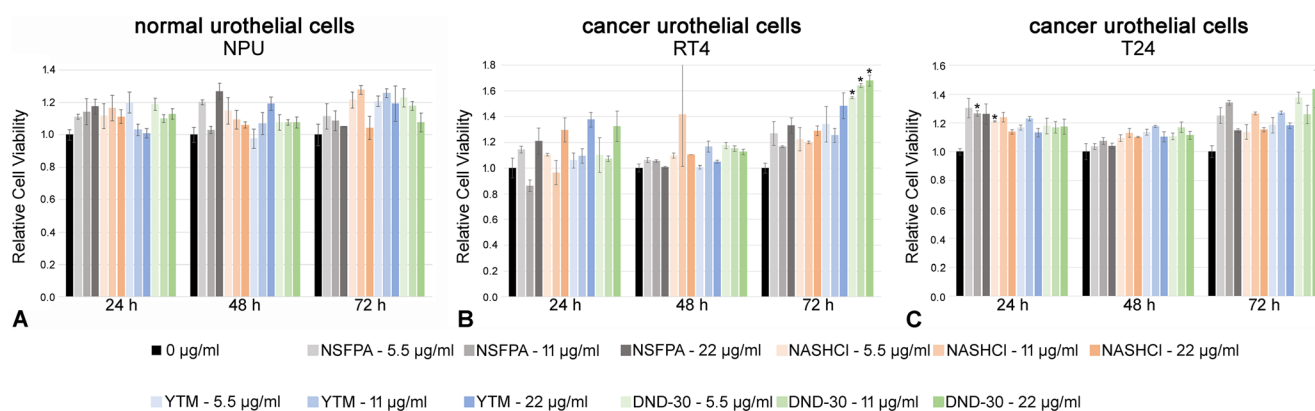 normal urothelial cells
NPU
cancer urothelial cells
RT4
cancer urothelial cells
T24
Relative Cell Viability
1.4
1.2
1.0
0.8
0.6
0.4
0.2
0.0
24 h
48 h
72 h
A
Relative Cell Viability
1.8
1.6
1.4
1.2
1.0
0.8
0.6
0.4
0.2
0.0
*
*
*
24 h
48 h
72 h
B
Relative Cell Viability
1.6
1.4
1.2
1.0
0.8
0.6
0.4
0.2
0.0
*
*
24 h
48 h
72 h
C
0 µg/ml
NSFPA - 5.5 µg/ml
NSFPA - 11 µg/ml
NSFPA - 22 µg/ml
NASHCl - 5.5 µg/ml
NASHCl - 11 µg/ml
NASHCl - 22 µg/ml
YTM - 5.5 µg/ml
YTM - 11 µg/ml
YTM - 22 µg/ml
DND-30 - 5.5 µg/ml
DND-30 - 11 µg/ml
DND-30 - 22 µg/ml